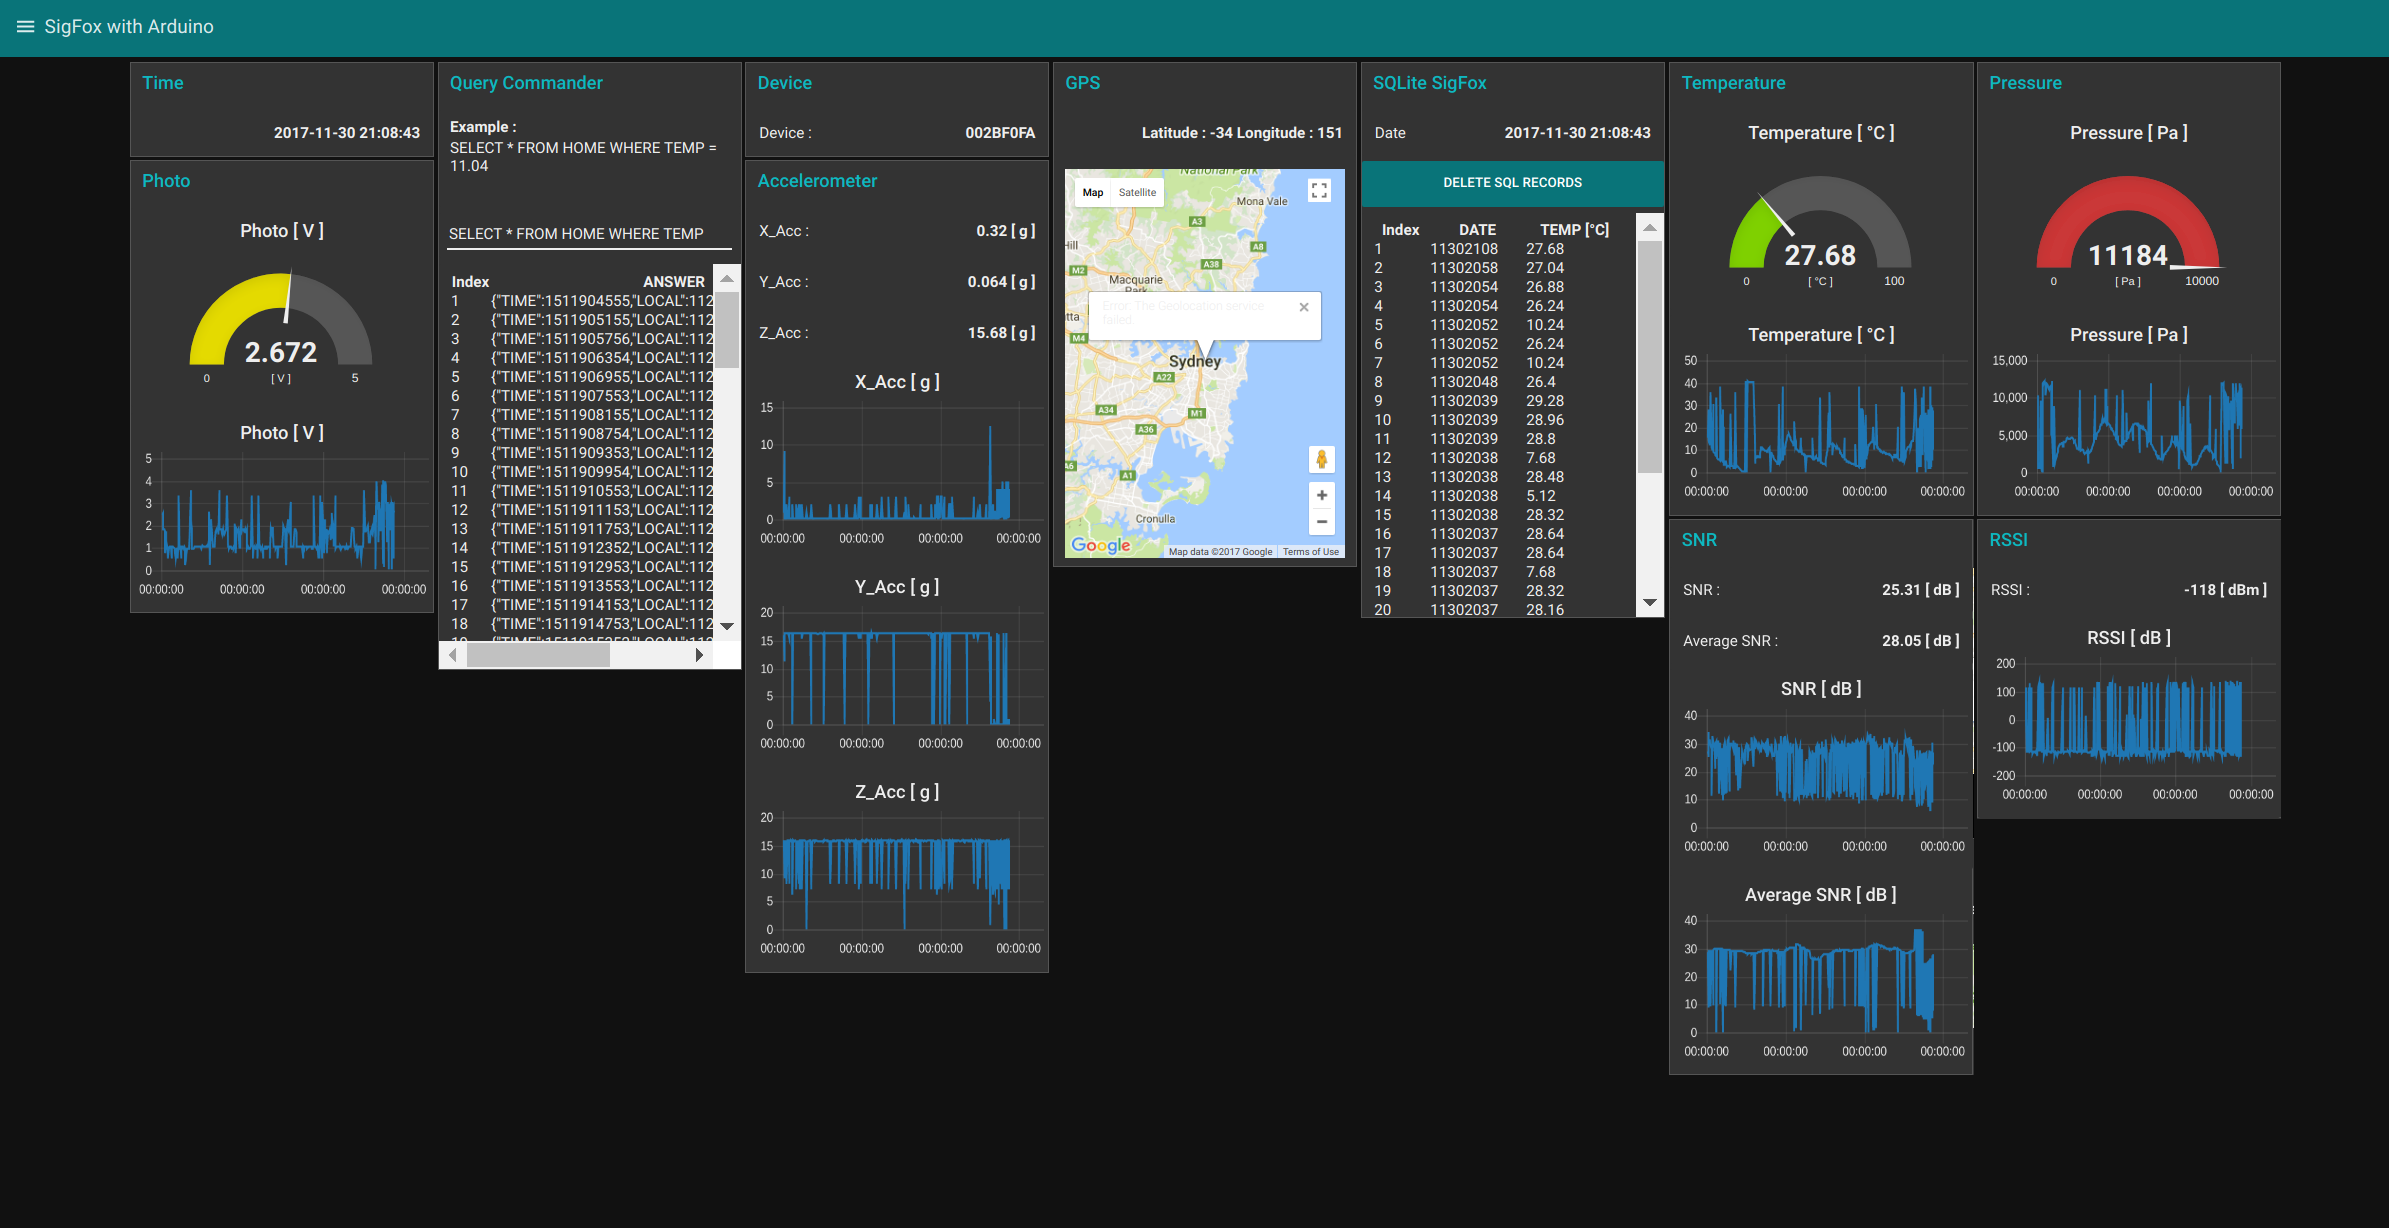 SigFox with Arduino
Time
2017-11-30 21:08:43
Photo
Photo [ V ]
2.672
0
[ V ]
5
Photo [ V ]
5
4
3
2
1
0
00:00:00 00:00:00 00:00:00 00:00:00
Query Commander
Example :
SELECT * FROM HOME WHERE TEMP =
11.04
SELECT * FROM HOME WHERE TEMP
Index ANSWER
1 {"TIME":1511904555,"LOCAL":112
2 {"TIME":1511905155,"LOCAL":112
3 {"TIME":1511905756,"LOCAL":112
4 {"TIME":1511906354,"LOCAL":112
5 {"TIME":1511906955,"LOCAL":112
6 {"TIME":1511907553,"LOCAL":112
7 {"TIME":1511908155,"LOCAL":112
8 {"TIME":1511908754,"LOCAL":112
9 {"TIME":1511909353,"LOCAL":112
10 {"TIME":1511909954,"LOCAL":112
11 {"TIME":1511910553,"LOCAL":112
12 {"TIME":1511911153,"LOCAL":112
13 {"TIME":1511911753,"LOCAL":112
14 {"TIME":1511912352,"LOCAL":112
15 {"TIME":1511912953,"LOCAL":112
16 {"TIME":1511913553,"LOCAL":112
17 {"TIME":1511914153,"LOCAL":112
18 {"TIME":1511914753,"LOCAL":112
Device
Device : 002BF0FA
Accelerometer
X_Acc : 0.32 [ g ]
Y_Acc : 0.064 [ g ]
Z_Acc : 15.68 [ g ]
X_Acc [ g ]
15
10
5
0
00:00:00 00:00:00 00:00:00 00:00:00
Y_Acc [ g ]
20
15
10
5
0
00:00:00 00:00:00 00:00:00 00:00:00
Z_Acc [ g ]
20
15
10
5
0
00:00:00 00:00:00 00:00:00 00:00:00
GPS
Latitude : -34 Longitude : 151
National Park
Map Satellite
Mona Vale
A3
Hill
A8
A38
M2
Macquarie
Park
Error: The Geolocation service
failed.
M4
Sydney
A22
A34
M1
A36
A6
A1
Cronulla
Google
Map data ©2017 Google Terms of Use
SQLite SigFox
Date 2017-11-30 21:08:43
DELETE SQL RECORDS
Index DATE TEMP [°C]
1 11302108 27.68
2 11302058 27.04
3 11302054 26.88
4 11302054 26.24
5 11302052 10.24
6 11302052 26.24
7 11302052 10.24
8 11302048 26.4
9 11302039 29.28
10 11302039 28.96
11 11302039 28.8
12 11302038 7.68
13 11302038 28.48
14 11302038 5.12
15 11302038 28.32
16 11302037 28.64
17 11302037 28.64
18 11302037 7.68
19 11302037 28.32
20 11302037 28.16
Temperature
Temperature [ °C ]
27.68
0
[ °C ]
100
Temperature [ °C ]
50
40
30
20
10
0
00:00:00 00:00:00 00:00:00 00:00:00
SNR
SNR : 25.31 [ dB ]
Average SNR : 28.05 [ dB ]
SNR [ dB ]
40
30
20
10
0
00:00:00 00:00:00 00:00:00 00:00:00
Average SNR [ dB ]
40
30
20
10
0
00:00:00 00:00:00 00:00:00 00:00:00
Pressure
Pressure [ Pa ]
11184
0
[ Pa ]
10000
Pressure [ Pa ]
15,000
10,000
5,000
0
00:00:00 00:00:00 00:00:00 00:00:00
RSSI
RSSI : -118 [ dBm ]
RSSI [ dB ]
200
100
0
-100
-200
00:00:00 00:00:00 00:00:00 00:00:00